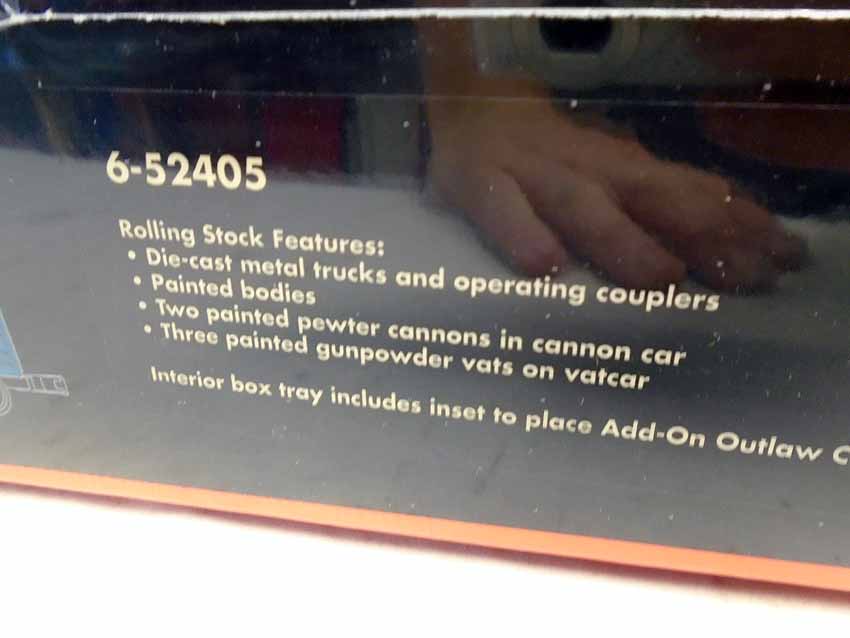 6-52405
Rolling Stock Features:
• Die-cast metal trucks and operating couplers
• Painted bodies
• Two painted pewter cannons in cannon car
• Three painted gunpowder vats on vatcar
Interior box tray includes inset to place Add-On Outlaw C